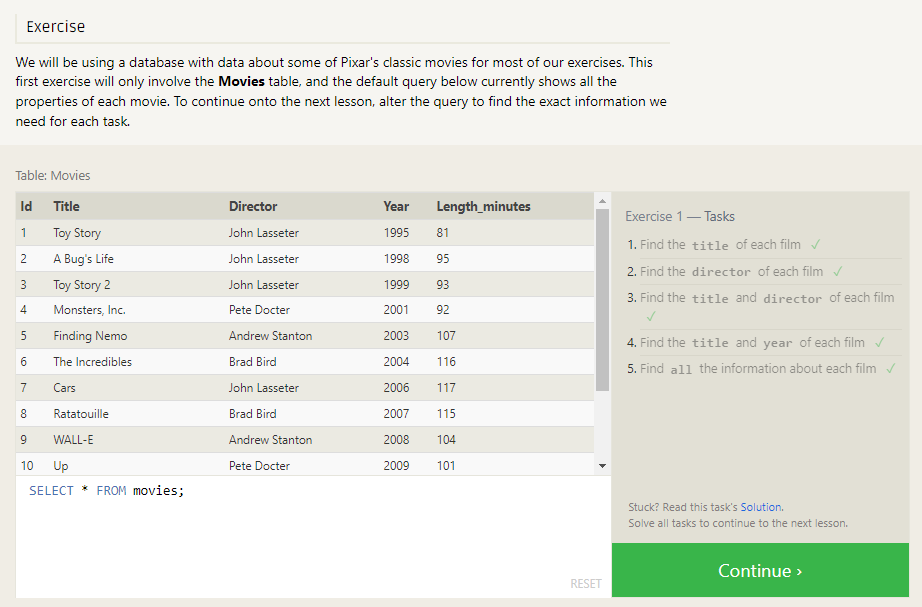 Exercise
We will be using a database with data about some of Pixar's classic movies for most of our exercises. This
first exercise will only involve the Movies table, and the default query below currently shows all the
properties of each movie. To continue onto the next lesson, alter the query to find the exact information we
need for each task.
Table: Movies
Id Title Director Year Length_minutes
1 Toy Story John Lasseter 1995 81
2 A Bug's Life John Lasseter 1998 95
3 Toy Story 2 John Lasseter 1999 93
4 Monsters, Inc. Pete Docter 2001 92
5 Finding Nemo Andrew Stanton 2003 107
6 The Incredibles Brad Bird 2004 116
7 Cars John Lasseter 2006 117
8 Ratatouille Brad Bird 2007 115
9 WALL-E Andrew Stanton 2008 104
10 Up Pete Docter 2009 101
SELECT * FROM movies;
RESET
Exercise 1 — Tasks
1. Find the title of each film ✓
2. Find the director of each film ✓
3. Find the title and director of each film
✓
4. Find the title and year of each film ✓
5. Find all the information about each film ✓
Stuck? Read this task's Solution.
Solve all tasks to continue to the next lesson.
Continue ›